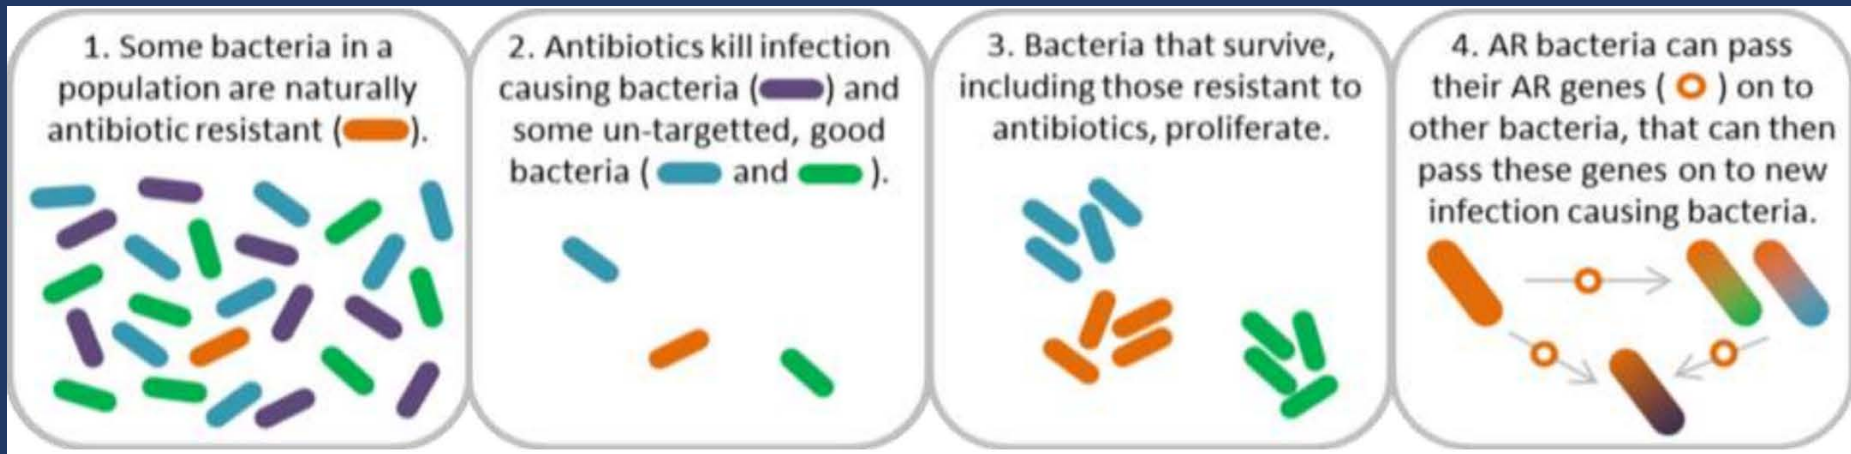 1. Some bacteria in a
population are naturally
antibiotic resistant ( ).
2. Antibiotics kill infection
causing bacteria ( ) and
some un-targetted, good
bacteria ( and ).
3. Bacteria that survive,
including those resistant to
antibiotics, proliferate.
4. AR bacteria can pass
their AR genes ( ) on to
other bacteria, that can then
pass these genes on to new
infection causing bacteria.